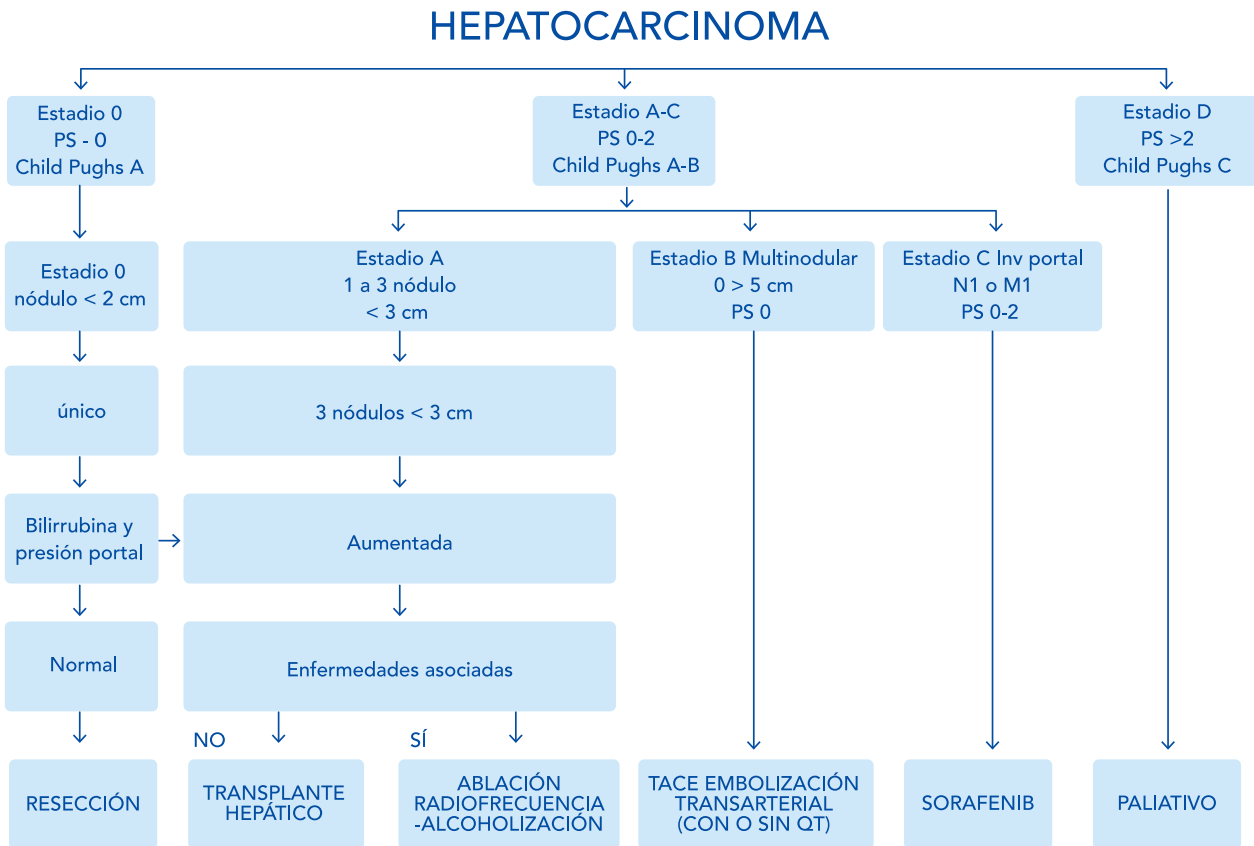 HEPATOCARCINOMA
Estadio 0
PS - 0
Child Pughs A
Estadio A-C
PS 0-2
Child Pughs A-B
Estadio D
PS >2
Child Pughs C
Estadio 0
nódulo < 2 cm
Estadio A
1 a 3 nódulo
< 3 cm
Estadio B Multinodular
0 > 5 cm
PS 0
Estadio C Inv portal
N1 o M1
PS 0-2
único
3 nódulos < 3 cm
Bilirrubina y
presión portal
Aumentada
Normal
Enfermedades asociadas
NO
SÍ
RESECCIÓN
TRANSPLANTE
HEPÁTICO
ABLACIÓN
RADIOFRECUENCIA
-ALCOHOLIZACIÓN
TACE EMBOLIZACIÓN
TRANSARTERIAL
(CON O SIN QT)
SORAFENIB
PALIATIVO